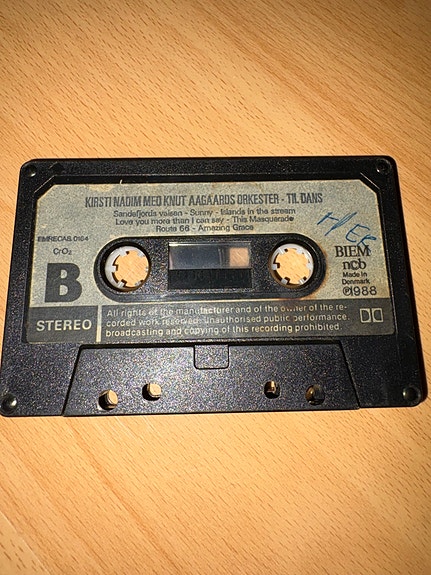 KIRSTI NADIM MED KNUT AAGAARDS ORKESTER - TIL DANS
Sandefjords valsen - Sunny - Islands in the stream
Love you more than I can say - This Masquerade
Route 66 - Amazing Grace
EMRECAS 0164
CrO₂
B
BIEM
ncb
Made in
Denmark
℗1988
STEREO
All rights of the manufacturer and of the owner of the re-
corded work reserved. Unauthorised public performance,
broadcasting and copying of this recording prohibited.